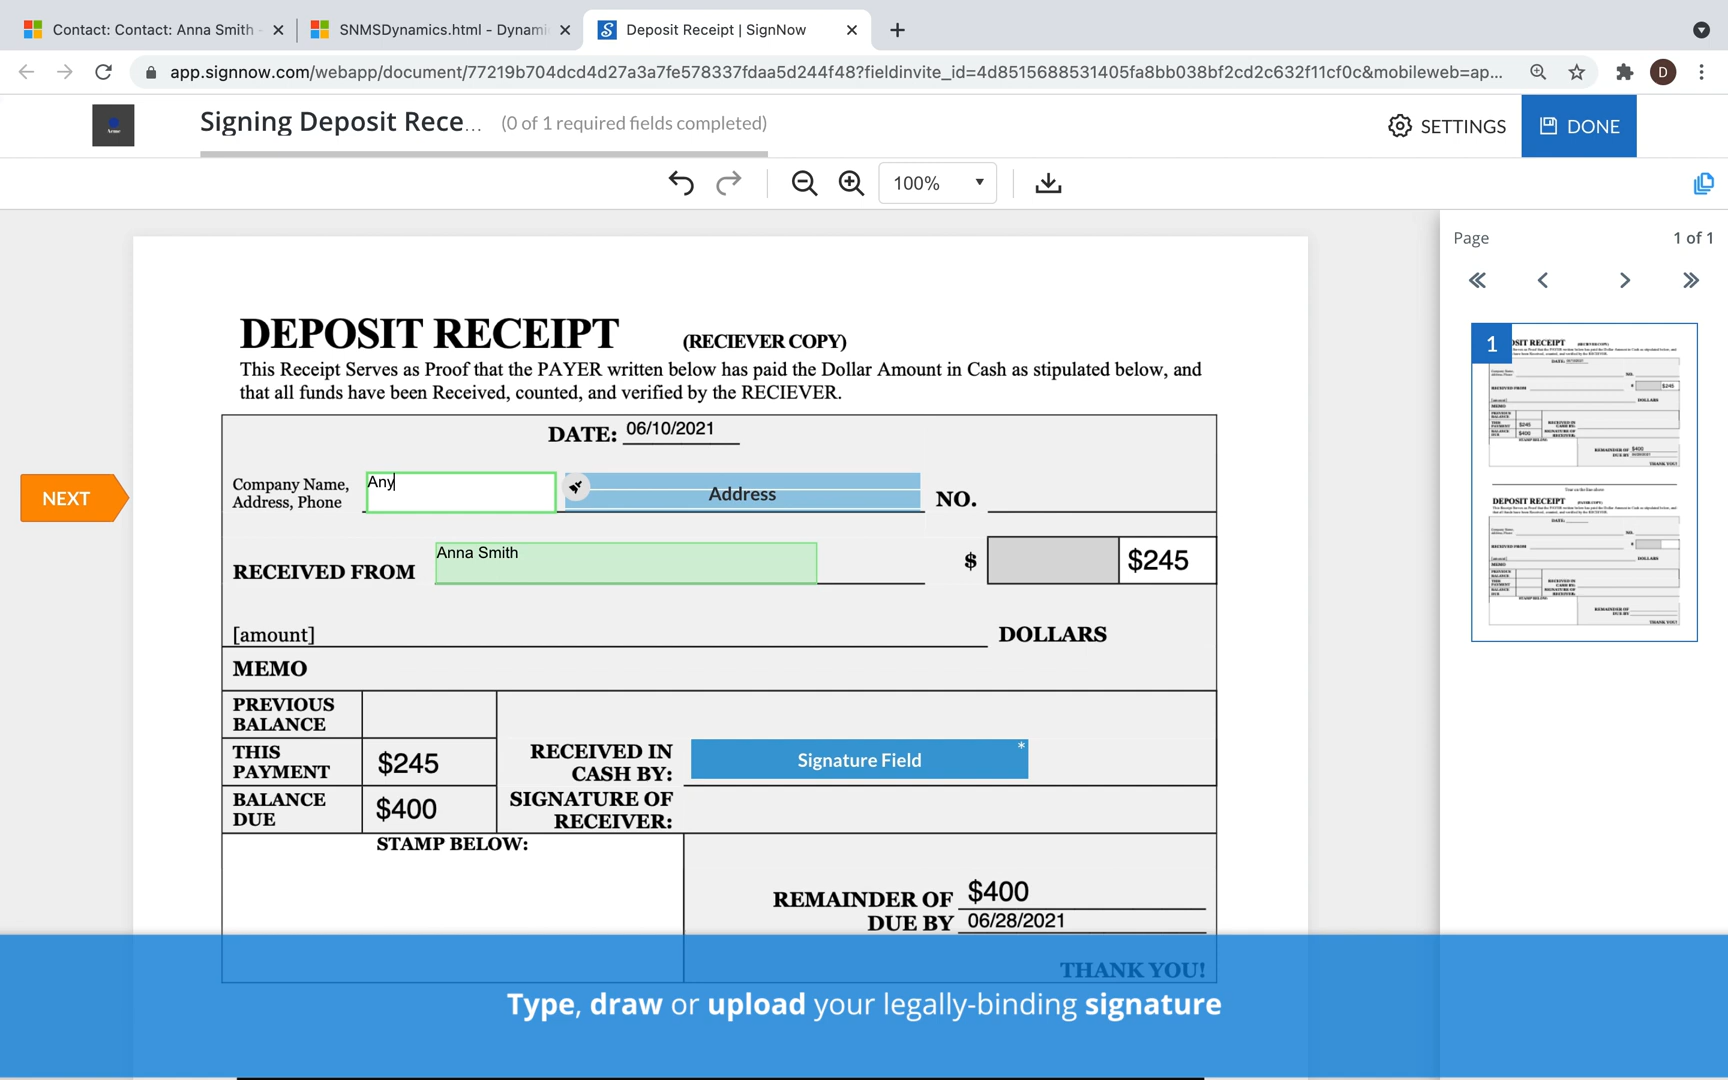 Contact: Contact: Anna Smith -
SNMSDynamics.html - Dynami
Deposit Receipt | SignNow
app.signnow.com/webapp/document/77219b704dcd4d27a3a7fe578337fdaa5d244f48?fieldinvite_id=4d8515688531405fa8bb038bf2cd2c632f11cf0c&mobileweb=ap...
D
Acme
Signing Deposit Rece... (0 of 1 required fields completed)
SETTINGS
DONE
100%
Page 1 of 1
1
NEXT
DEPOSIT RECEIPT (RECIEVER COPY)
This Receipt Serves as Proof that the PAYER written below has paid the Dollar Amount in Cash as stipulated below, and
that all funds have been Received, counted, and verified by the RECIEVER.
DATE: 06/10/2021
Company Name,
Address, Phone
Any
Address
NO.
RECEIVED FROM Anna Smith $ $245
[amount] DOLLARS
MEMO
PREVIOUS
BALANCE
THIS
PAYMENT
$245
RECEIVED IN
CASH BY:
Signature Field *
BALANCE
DUE
$400
SIGNATURE OF
RECEIVER:
STAMP BELOW:
REMAINDER OF $400
DUE BY 06/28/2021
THANK YOU!
Type, draw or upload your legally-binding signature